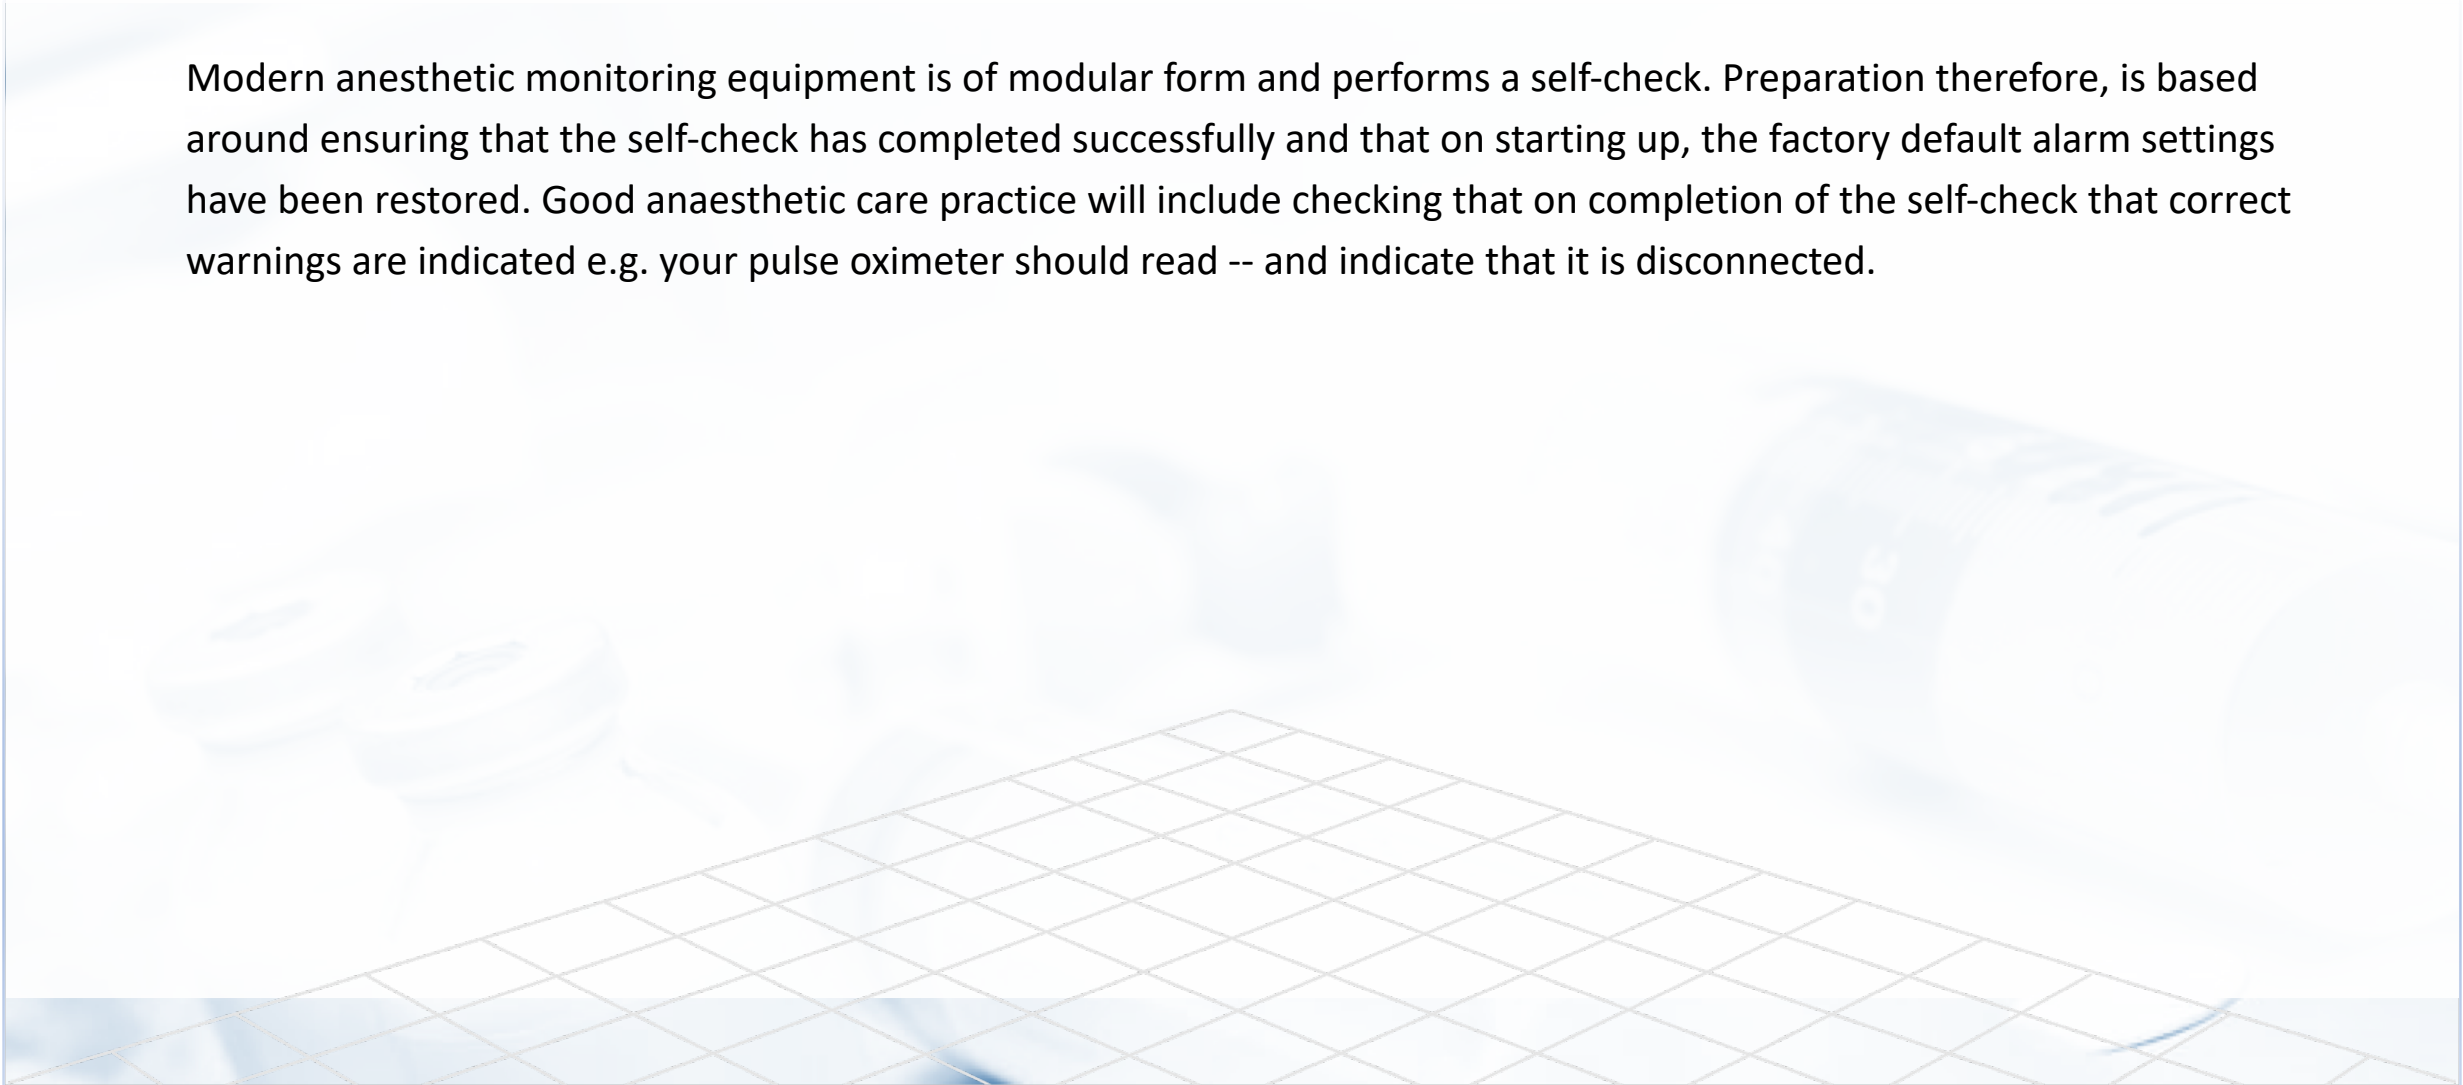 Modern anesthetic monitoring equipment is of modular form and performs a self-check. Preparation therefore, is based
around ensuring that the self-check has completed successfully and that on starting up, the factory default alarm settings
have been restored. Good anaesthetic care practice will include checking that on completion of the self-check that correct
warnings are indicated e.g. your pulse oximeter should read -- and indicate that it is disconnected.
30